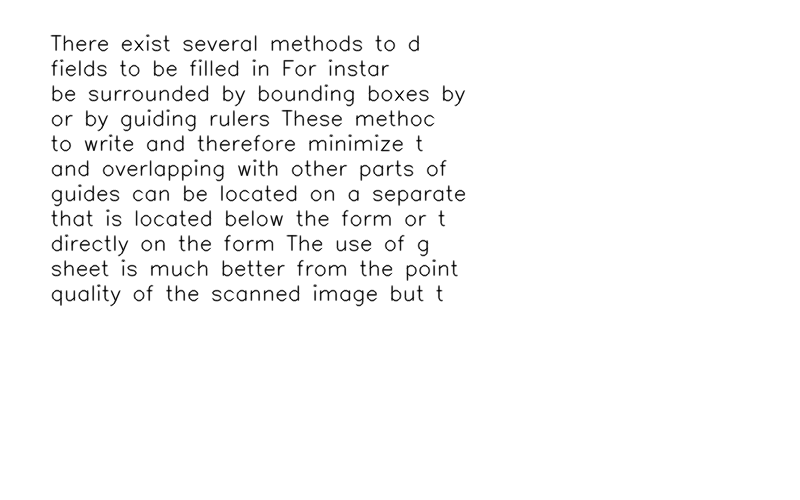 There exist several methods to d
fields to be filled in For instar
be surrounded by bounding boxes by
or by guiding rulers These methoc
to write and therefore minimize t
and overlapping with other parts of
guides can be located on a separate
that is located below the form or t
directly on the form The use of g
sheet is much better from the point
quality of the scanned image but t